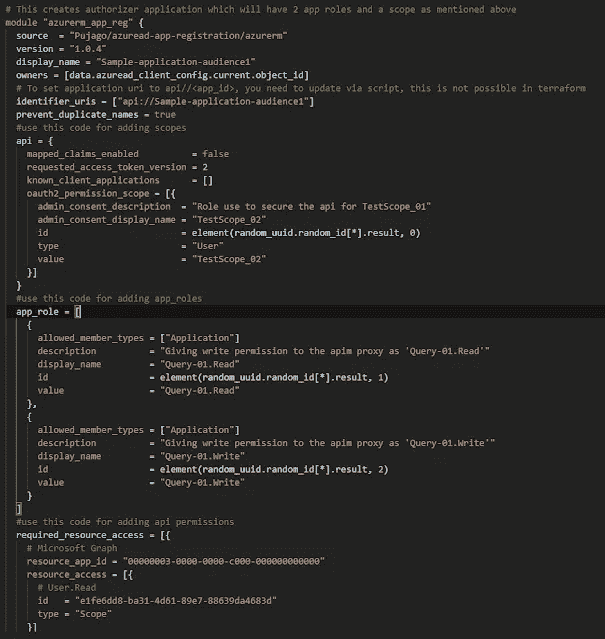 # This creates authorizer application which will have 2 app roles and a scope as mentioned above
module "azurerm_app_reg" {
source = "Pujago/azuread-app-registration/azurerm"
version = "1.0.4"
display_name = "Sample-application-audience1"
owners = [data.azuread_client_config.current.object_id]
# To set application uri to api//<app_id>, you need to update via script, this is not possible in terraform
identifier_uris = ["api://Sample-application-audience1"]
prevent_duplicate_names = true
#use this code for adding scopes
api = {
mapped_claims_enabled = false
requested_access_token_version = 2
known_client_applications = []
oauth2_permission_scope = [{
admin_consent_description = "Role use to secure the api for TestScope_01"
admin_consent_display_name = "TestScope_02"
id = element(random_uuid.random_id[*].result, 0)
type = "User"
value = "TestScope_02"
}]
}
#use this code for adding app_roles
app_role = [
{
allowed_member_types = ["Application"]
description = "Giving write permission to the apim proxy as 'Query-01.Read'"
display_name = "Query-01.Read"
id = element(random_uuid.random_id[*].result, 1)
value = "Query-01.Read"
},
{
allowed_member_types = ["Application"]
description = "Giving write permission to the apim proxy as 'Query-01.Write'"
display_name = "Query-01.Write"
id = element(random_uuid.random_id[*].result, 2)
value = "Query-01.Write"
}
]
#use this code for adding api permissions
required_resource_access = [{
# Microsoft Graph
resource_app_id = "00000003-0000-0000-c000-000000000000"
resource_access = [{
# User.Read
id = "e1fe6dd8-ba31-4d61-89e7-88639da4683d"
type = "Scope"
}]